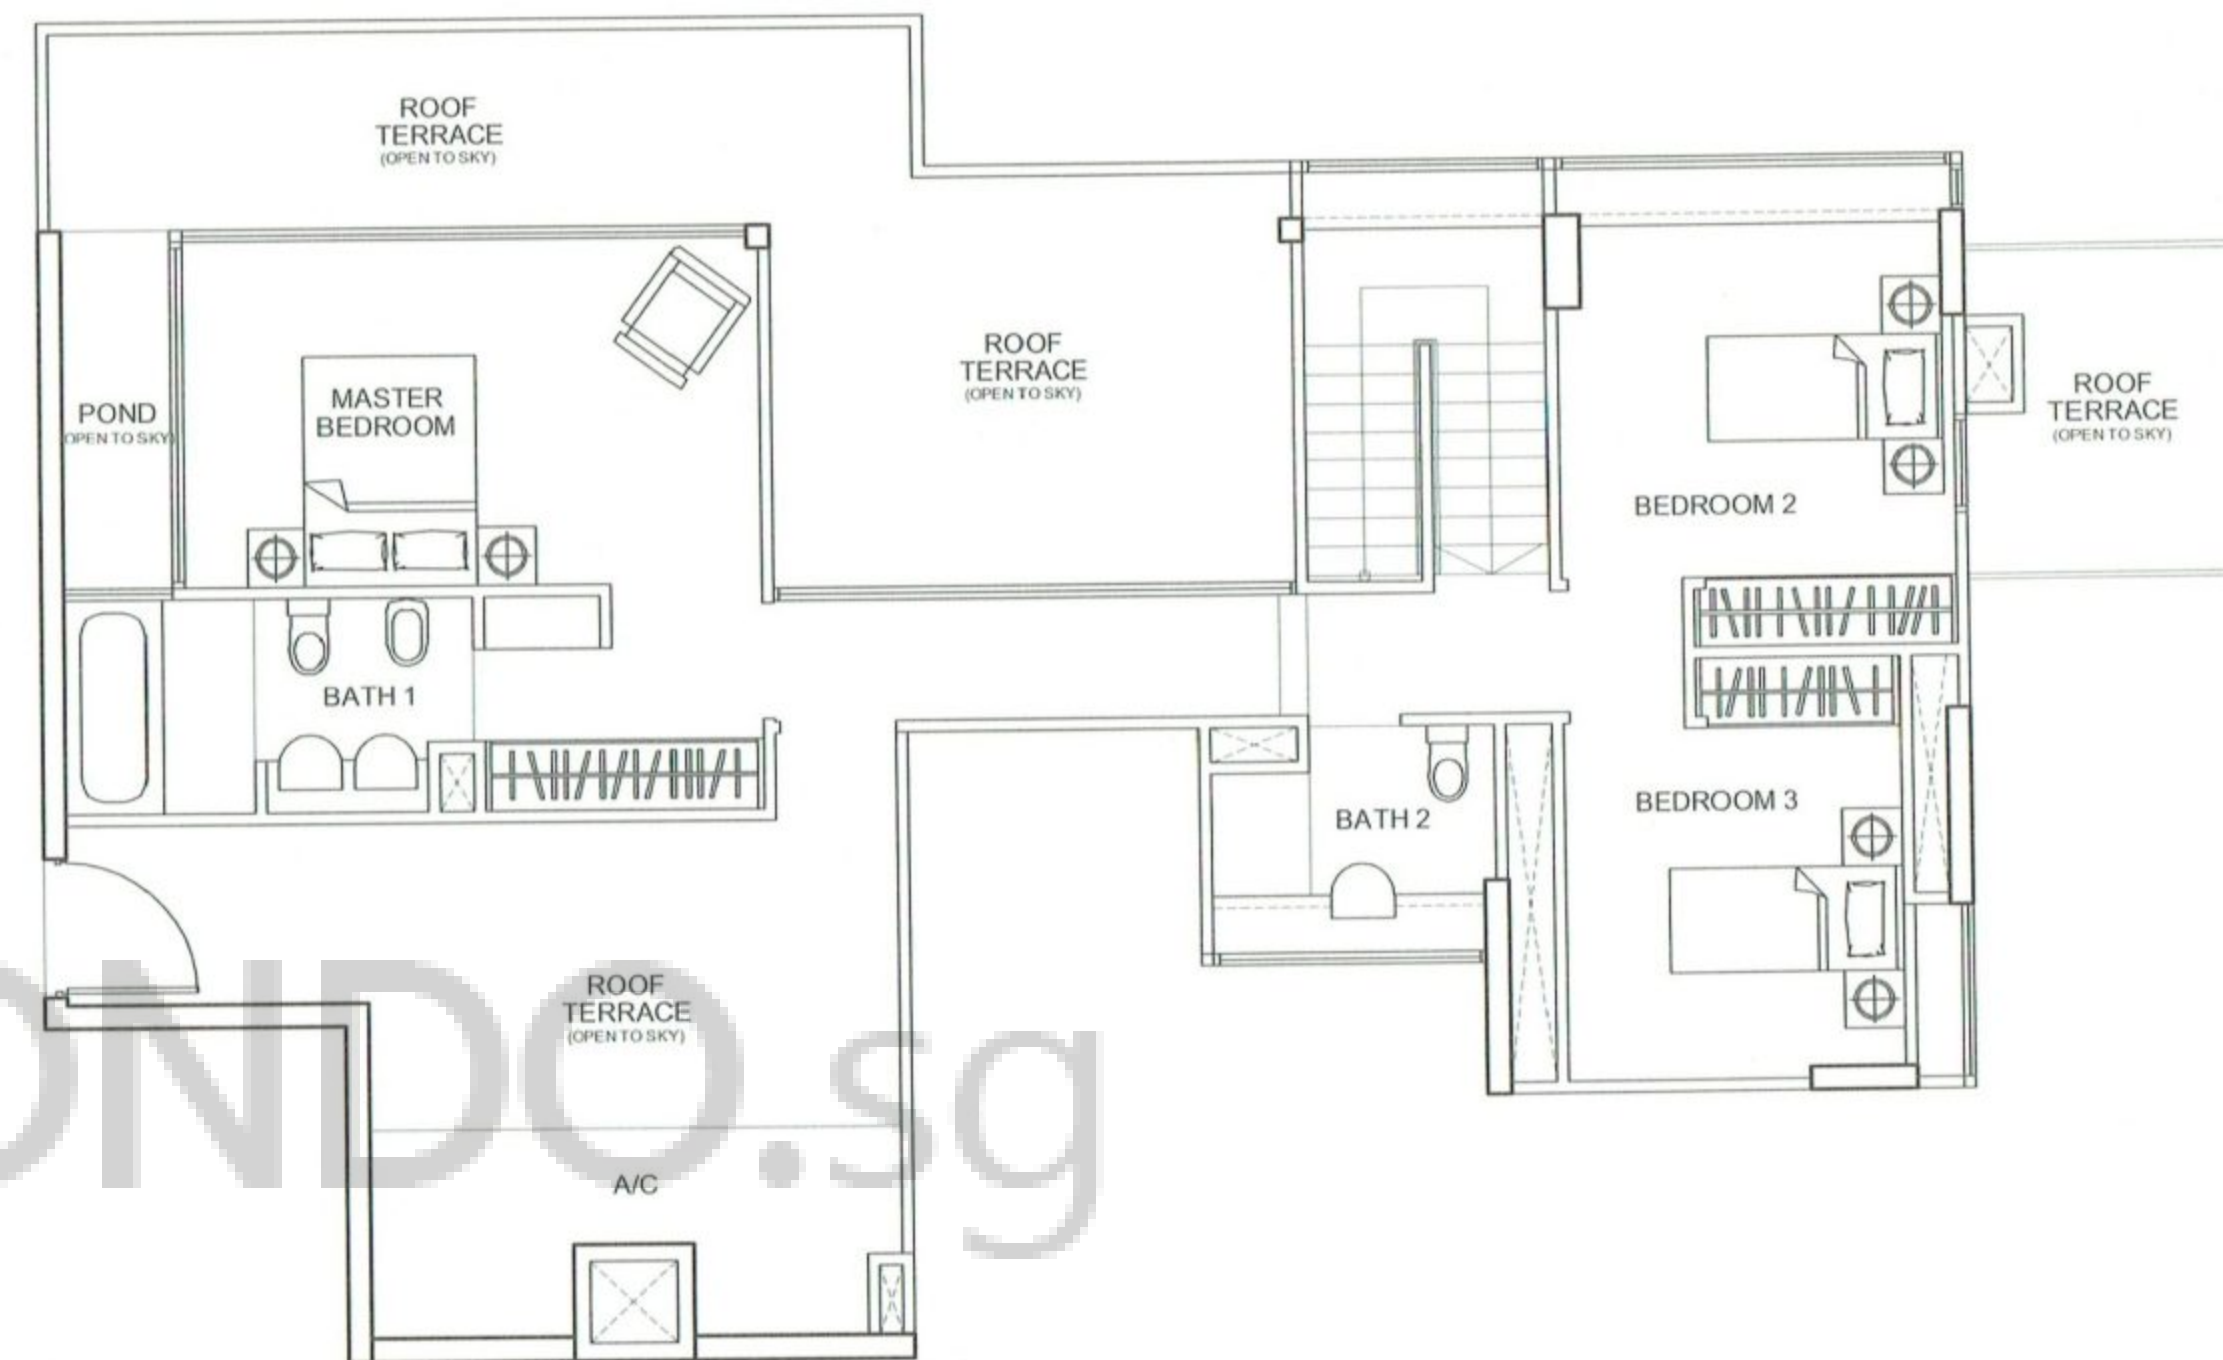 ROOF
TERRACE
(OPEN TO SKY)
ROOF
TERRACE
(OPEN TO SKY)
ROOF
TERRACE
(OPEN TO SKY)
POND
(OPEN TO SKY)
MASTER
BEDROOM
BEDROOM 2
BATH 1
BEDROOM 3
BATH 2
ROOF
TERRACE
(OPEN TO SKY)
A/C
ONDO.sg